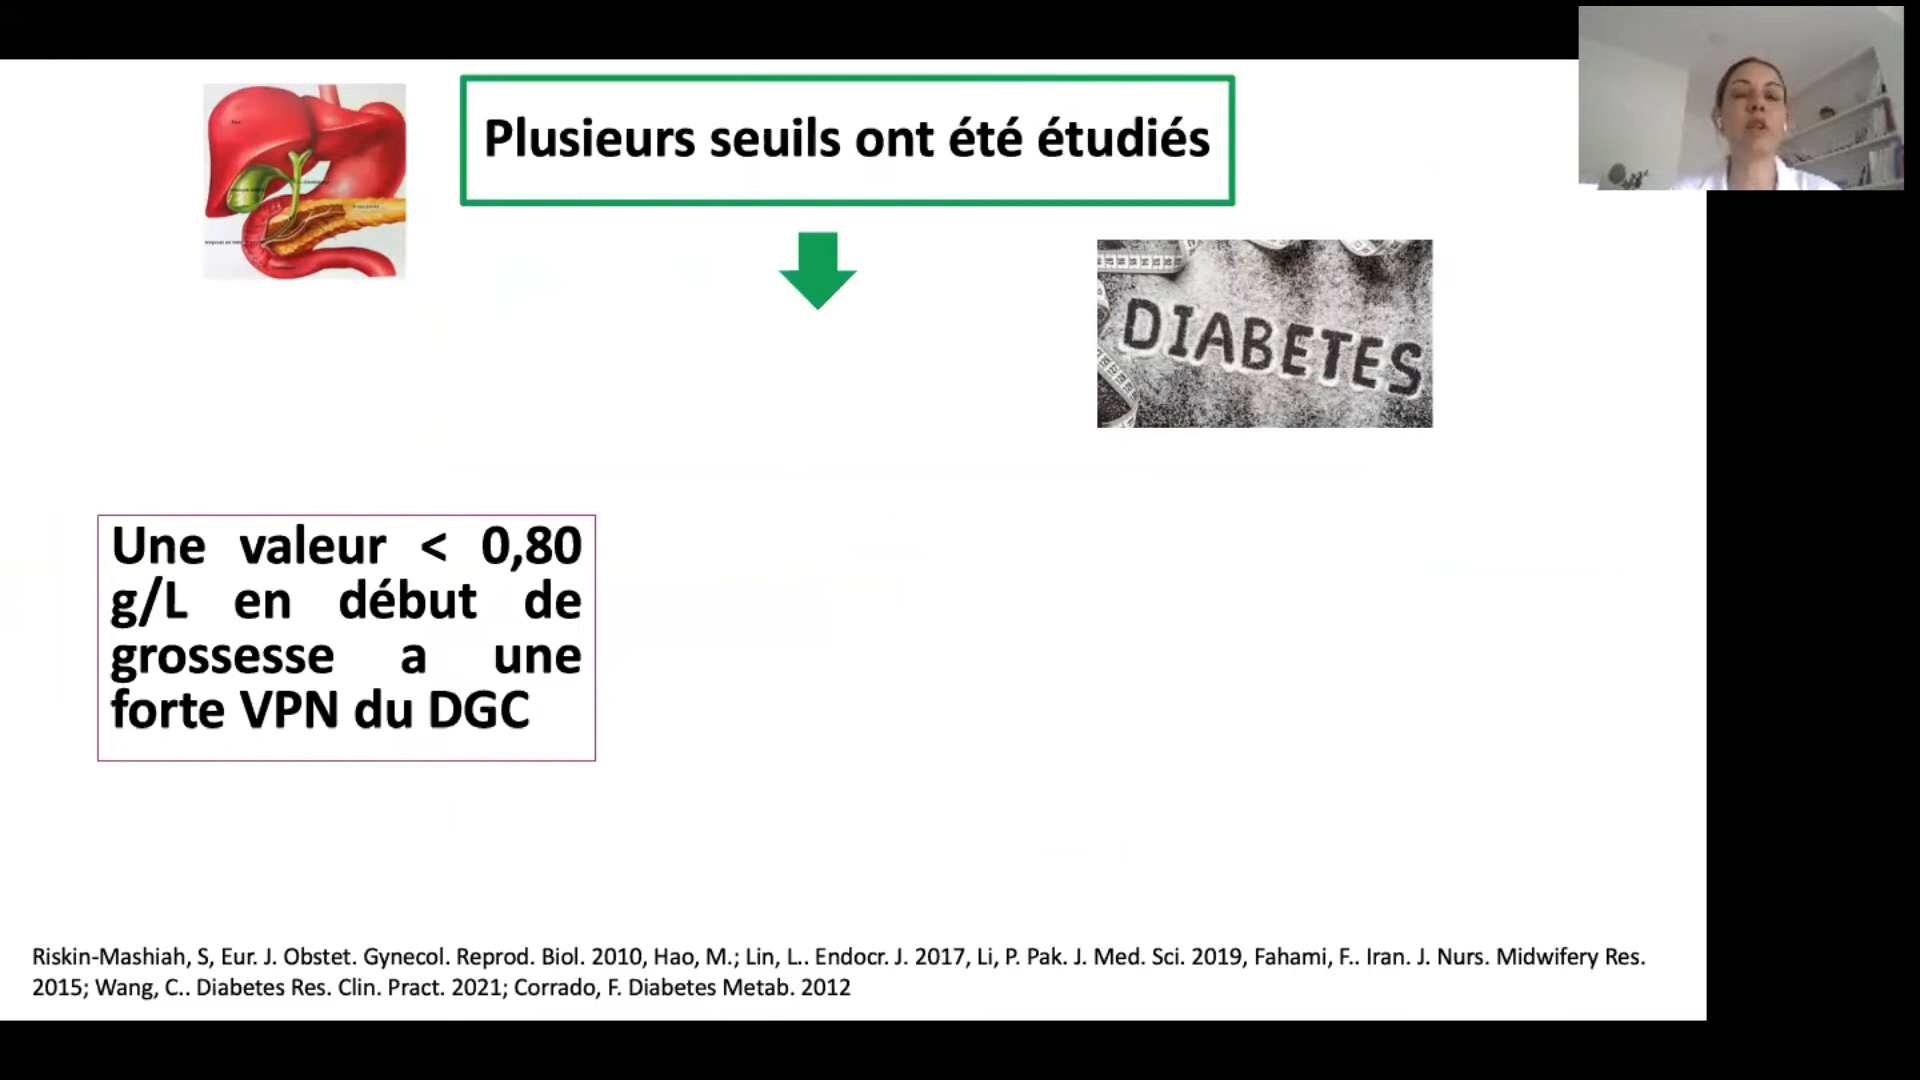 Plusieurs seuils ont été étudiés
DIABETES
Une valeur < 0,80
g/L en début de
grossesse a une
forte VPN du DGC
Riskin-Mashiah, S, Eur. J. Obstet. Gynecol. Reprod. Biol. 2010, Hao, M.; Lin, L.. Endocr. J. 2017, Li, P. Pak. J. Med. Sci. 2019, Fahami, F.. Iran. J. Nurs. Midwifery Res.
2015; Wang, C.. Diabetes Res. Clin. Pract. 2021; Corrado, F. Diabetes Metab. 2012